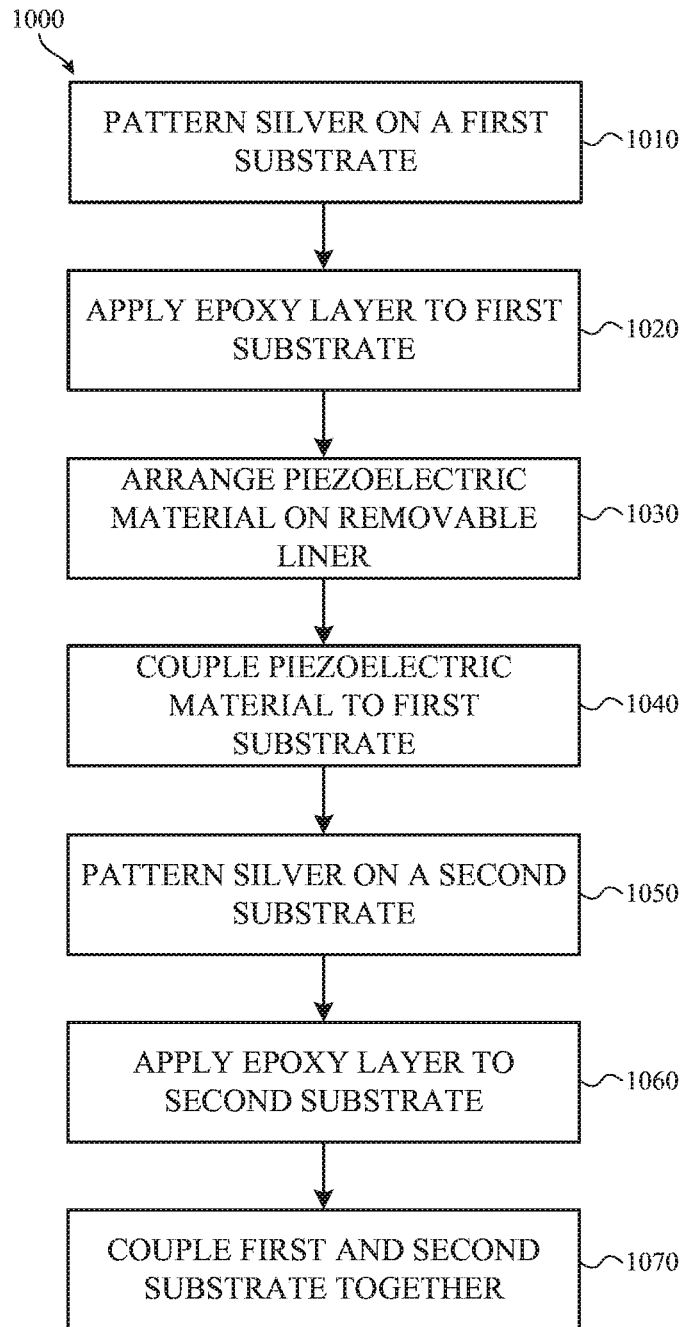 1000
PATTERN SILVER ON A FIRST
SUBSTRATE
1010
APPLY EPOXY LAYER TO FIRST
SUBSTRATE
1020
ARRANGE PIEZOELECTRIC
MATERIAL ON REMOVABLE
LINER
1030
COUPLE PIEZOELECTRIC
MATERIAL TO FIRST
SUBSTRATE
1040
PATTERN SILVER ON A SECOND
SUBSTRATE
1050
APPLY EPOXY LAYER TO
SECOND SUBSTRATE
1060
COUPLE FIRST AND SECOND
SUBSTRATE TOGETHER
1070